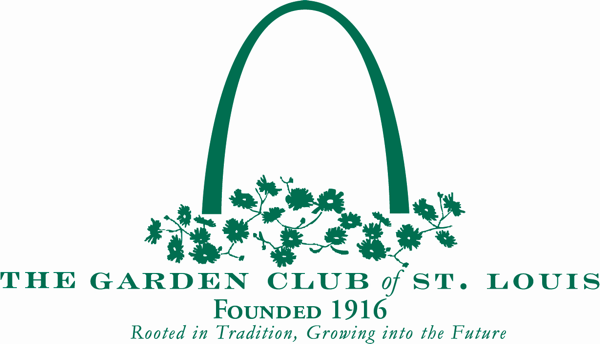 THE GARDEN CLUB of ST. LOUIS
FOUNDED 1916
Rooted in Tradition, Growing into the Future